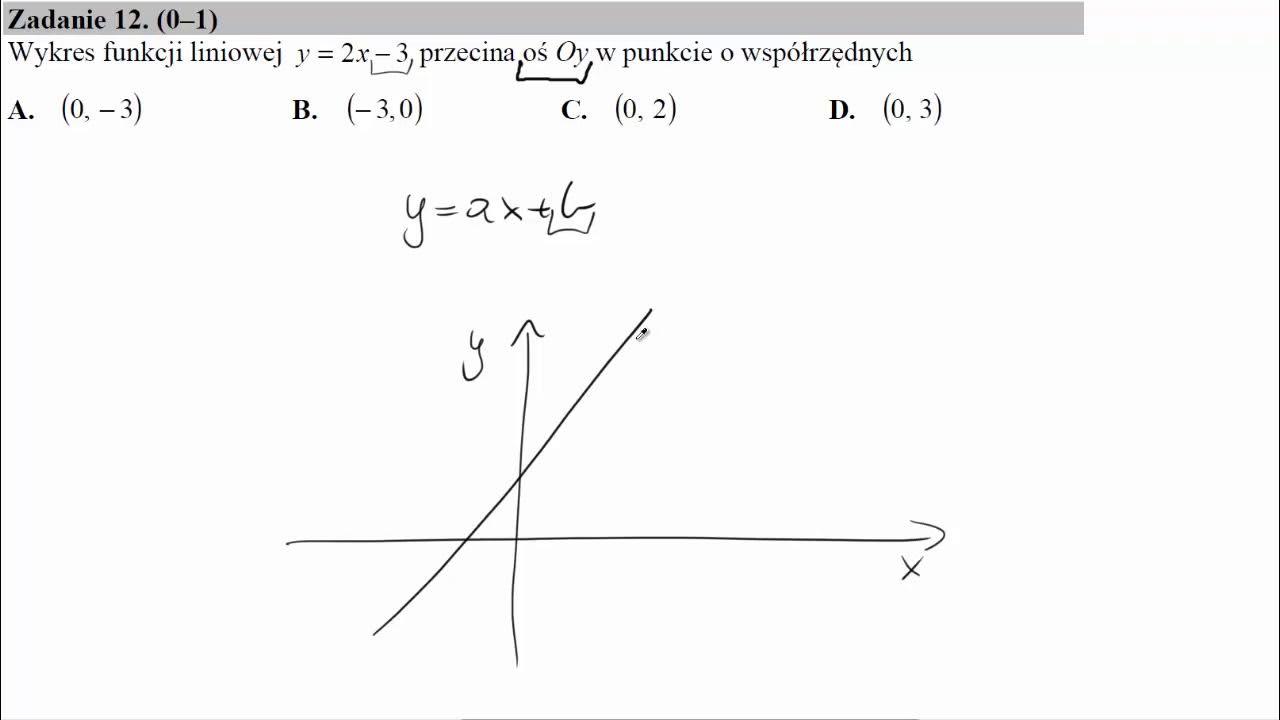 Zadanie 12. (0–1)
Wykres funkcji liniowej y = 2x − 3, przecina oś Oy w punkcie o współrzędnych
A. (0, − 3) B. (− 3, 0) C. (0, 2) D. (0, 3)
y = ax + b
y
x